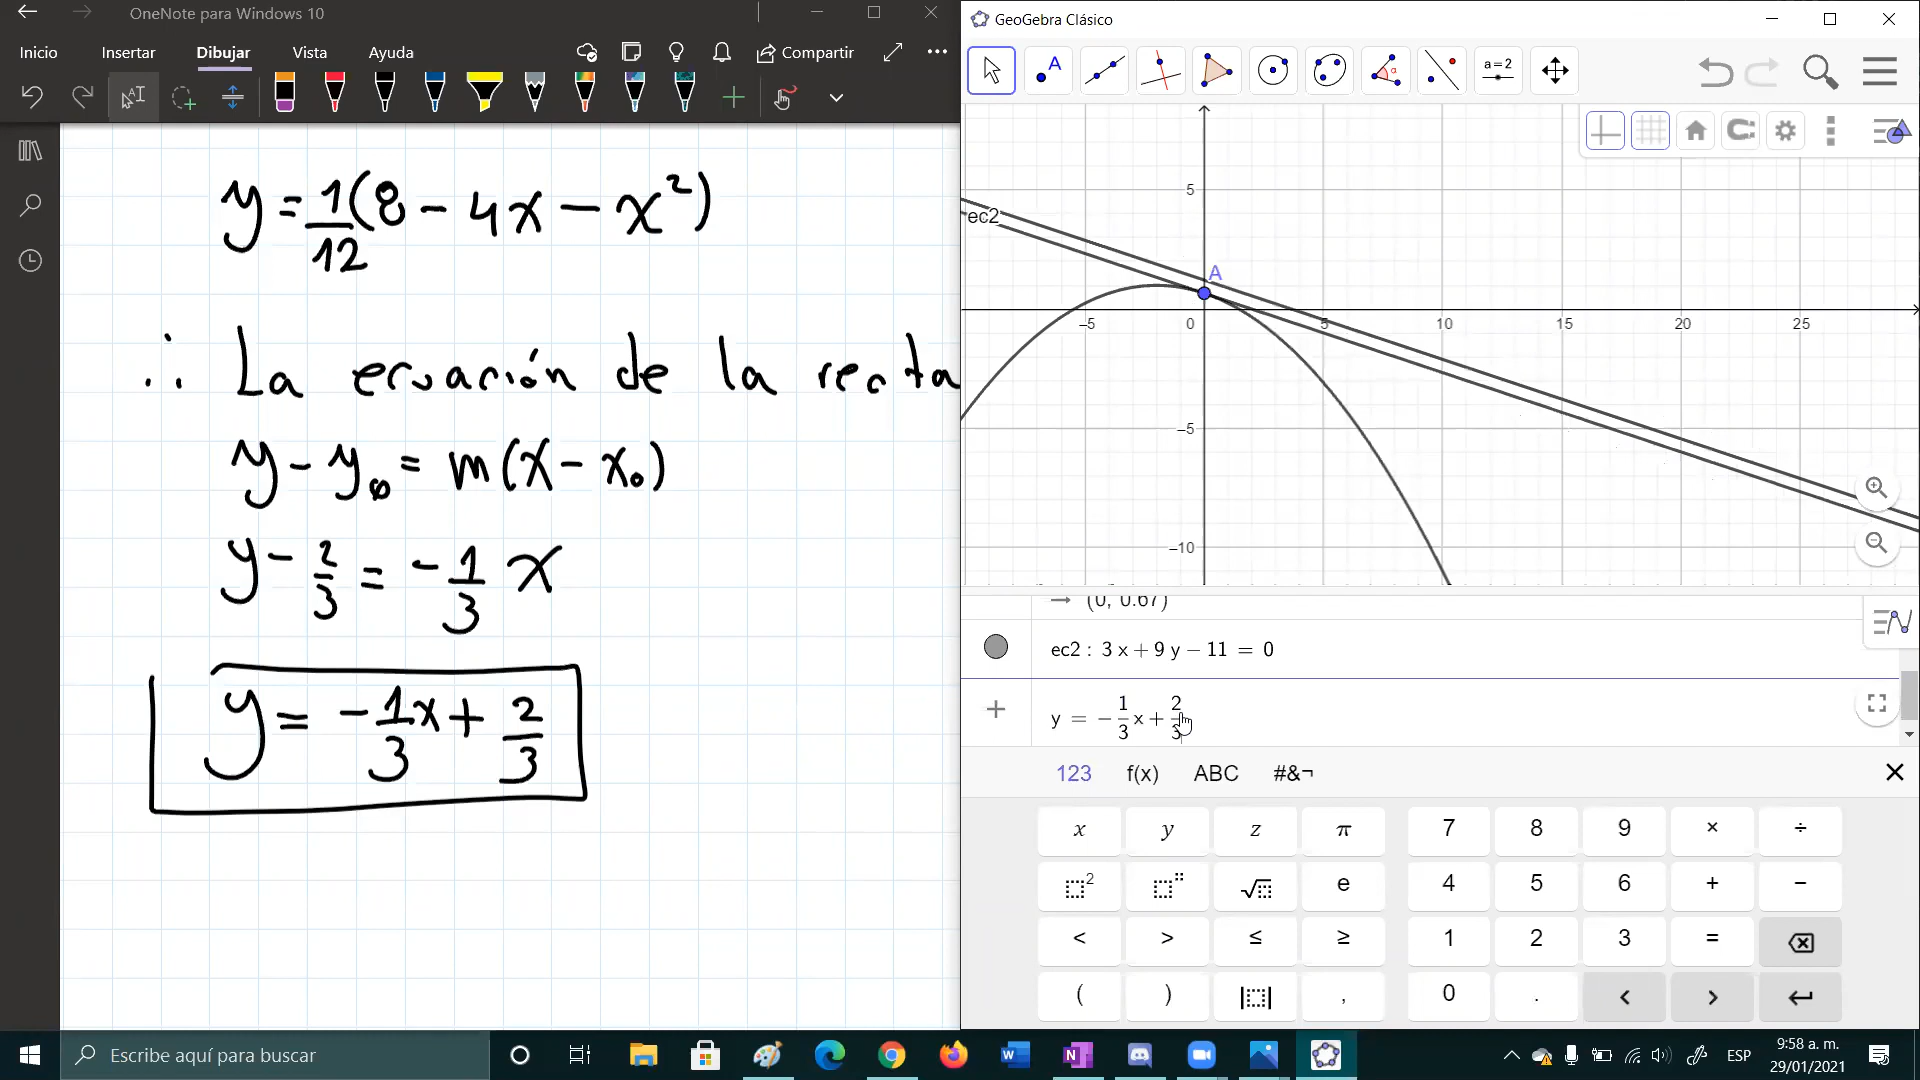 OneNote para Windows 10
Inicio Insertar Dibujar Vista Ayuda Compartir
y = 1/12 (8 - 4x - x²)
∴ La ecuación de la recta
y - y₀ = m(x - x₀)
y - 2/3 = -1/3 x
y = -1/3 x + 2/3
GeoGebra Clásico
A
a = 2
ec2
5
A
-5 0 5 10 15 20 25
-5
-10
→ (0, 0.67)
ec2 : 3 x + 9 y − 11 = 0
+ y = − 1/3 x + 2/3
123 f(x) ABC #&¬
x y z π 7 8 9 × ÷
2 √ e 4 5 6 + −
< > ≤ ≥ 1 2 3 =
( ) , 0 . < >
Escribe aquí para buscar
ESP
9:58 a. m.
29/01/2021